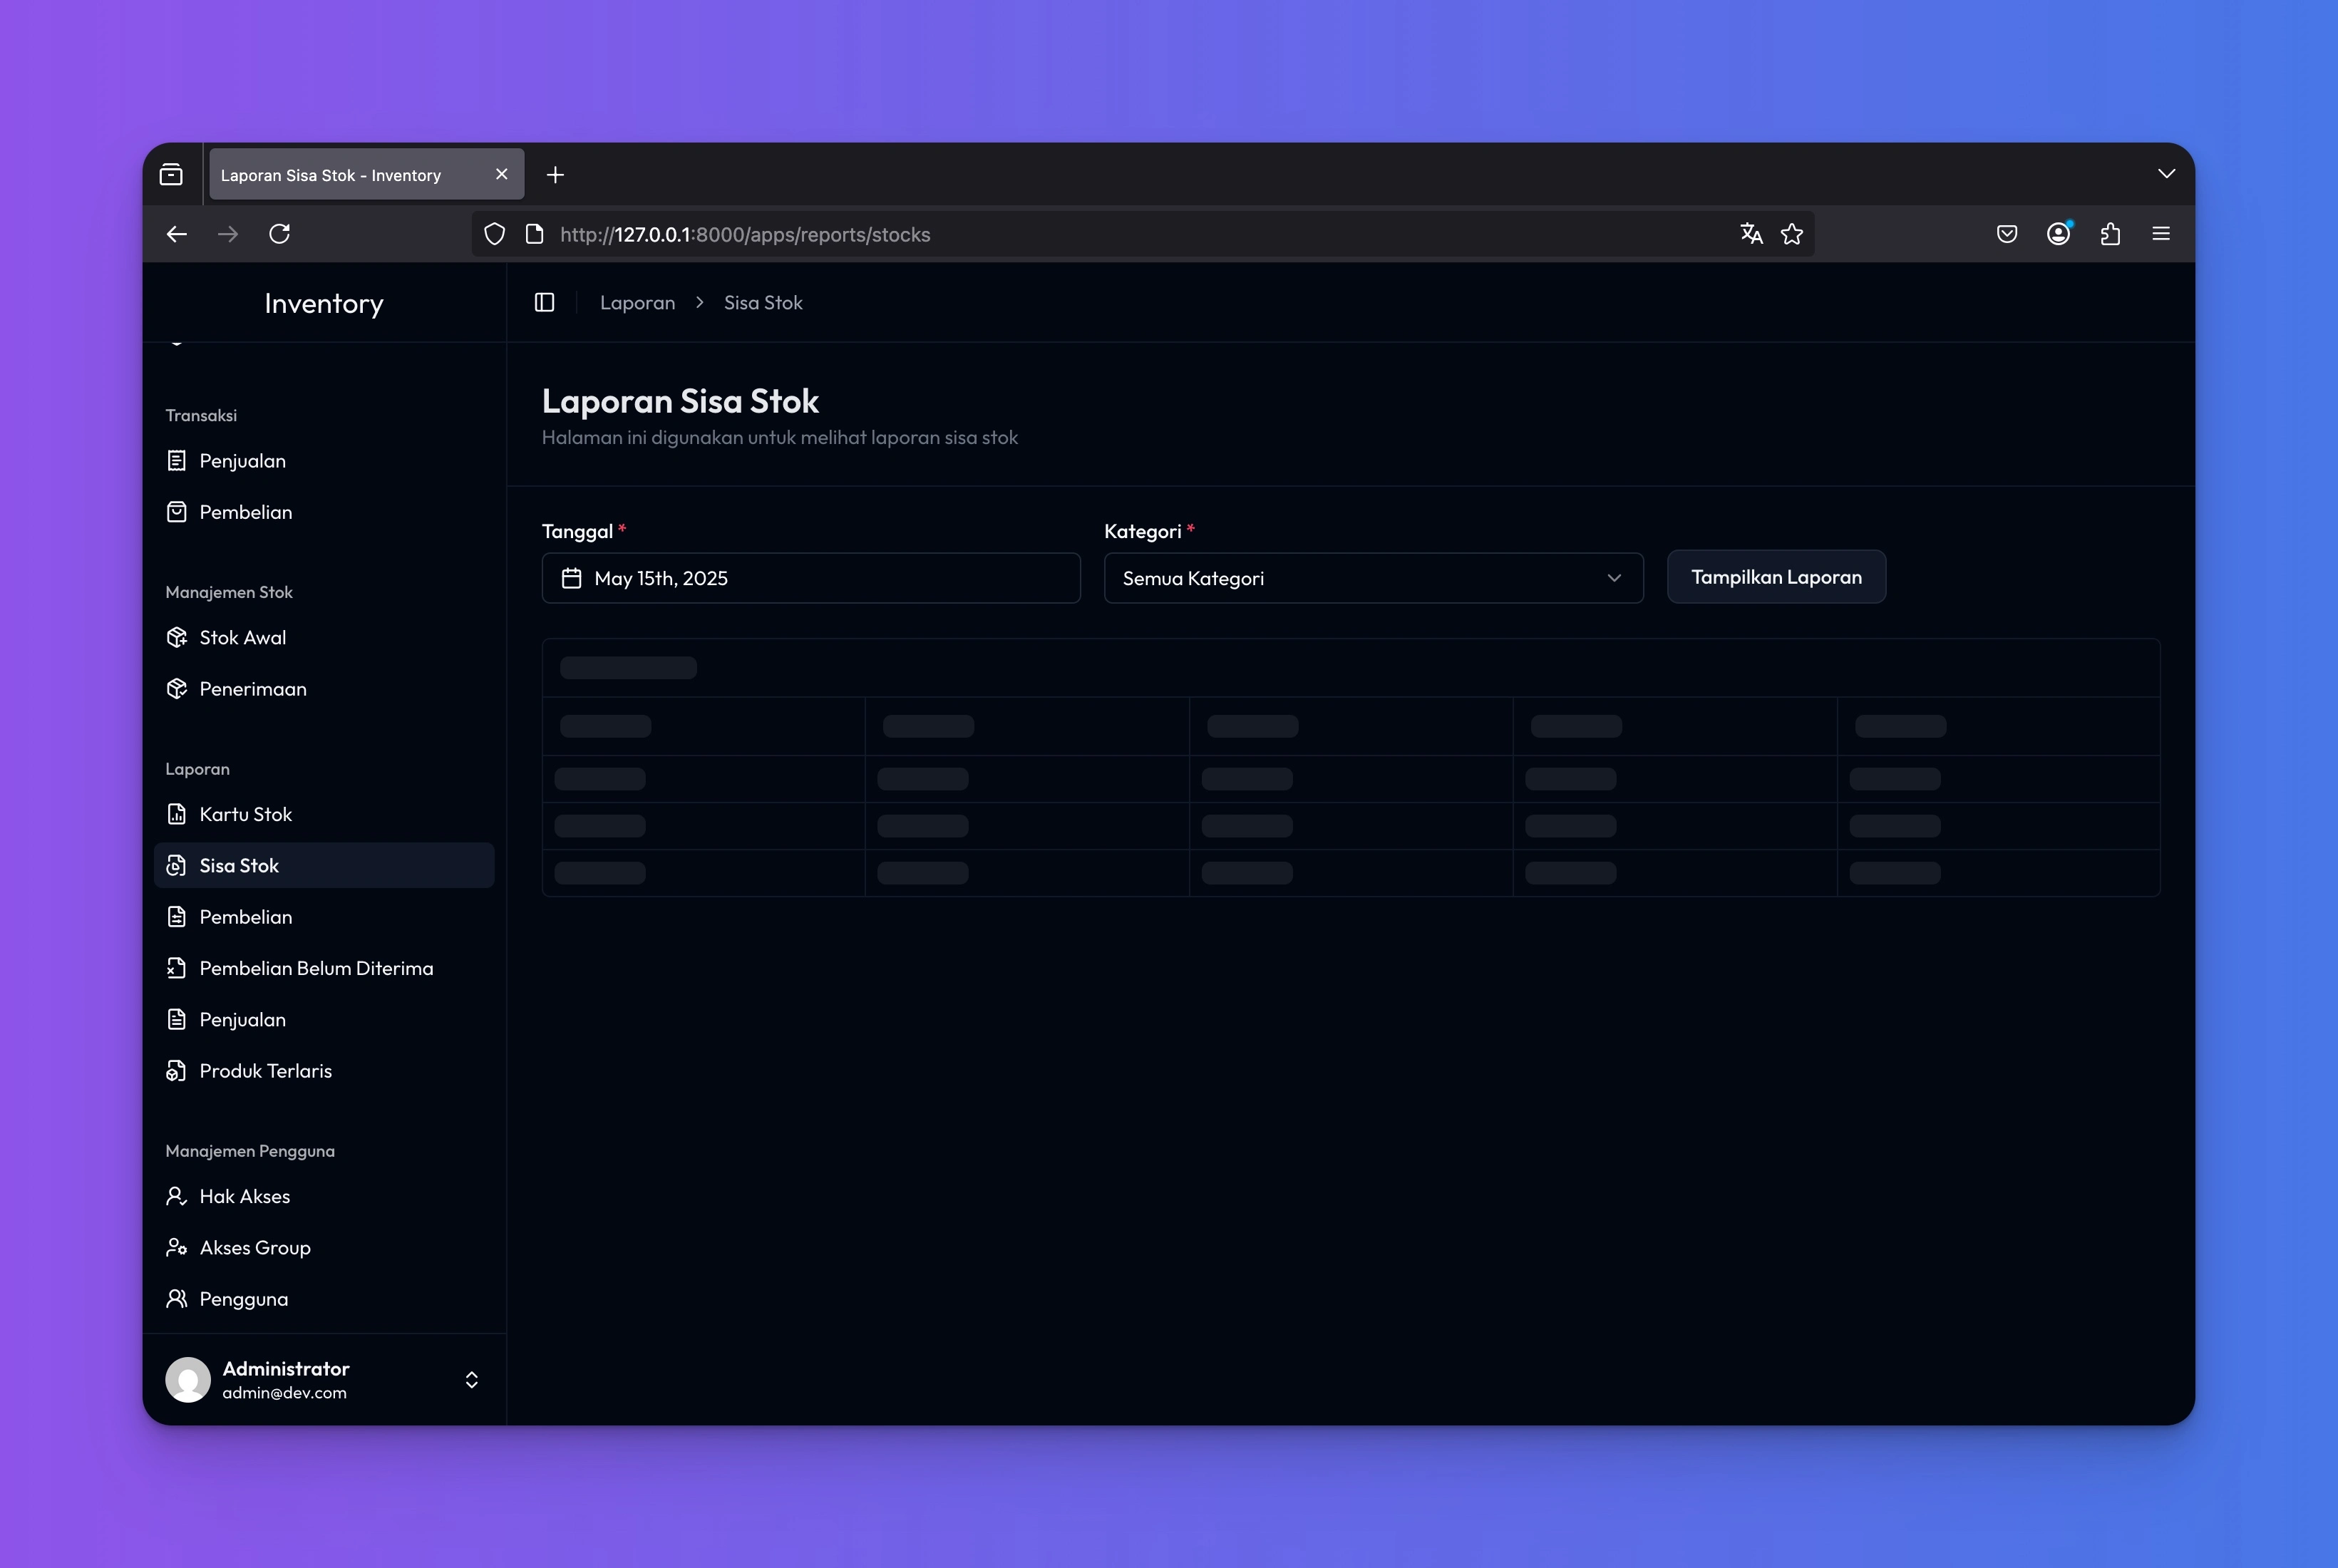 Laporan Sisa Stok - Inventory
http://127.0.0.1:8000/apps/reports/stocks
Inventory
Laporan
Sisa Stok
Transaksi
Penjualan
Pembelian
Manajemen Stok
Stok Awal
Penerimaan
Laporan
Kartu Stok
Sisa Stok
Pembelian
Pembelian Belum Diterima
Penjualan
Produk Terlaris
Manajemen Pengguna
Hak Akses
Akses Group
Pengguna
Administrator
admin@dev.com
Laporan Sisa Stok
Halaman ini digunakan untuk melihat laporan sisa stok
Tanggal *
May 15th, 2025
Kategori *
Semua Kategori
Tampilkan Laporan